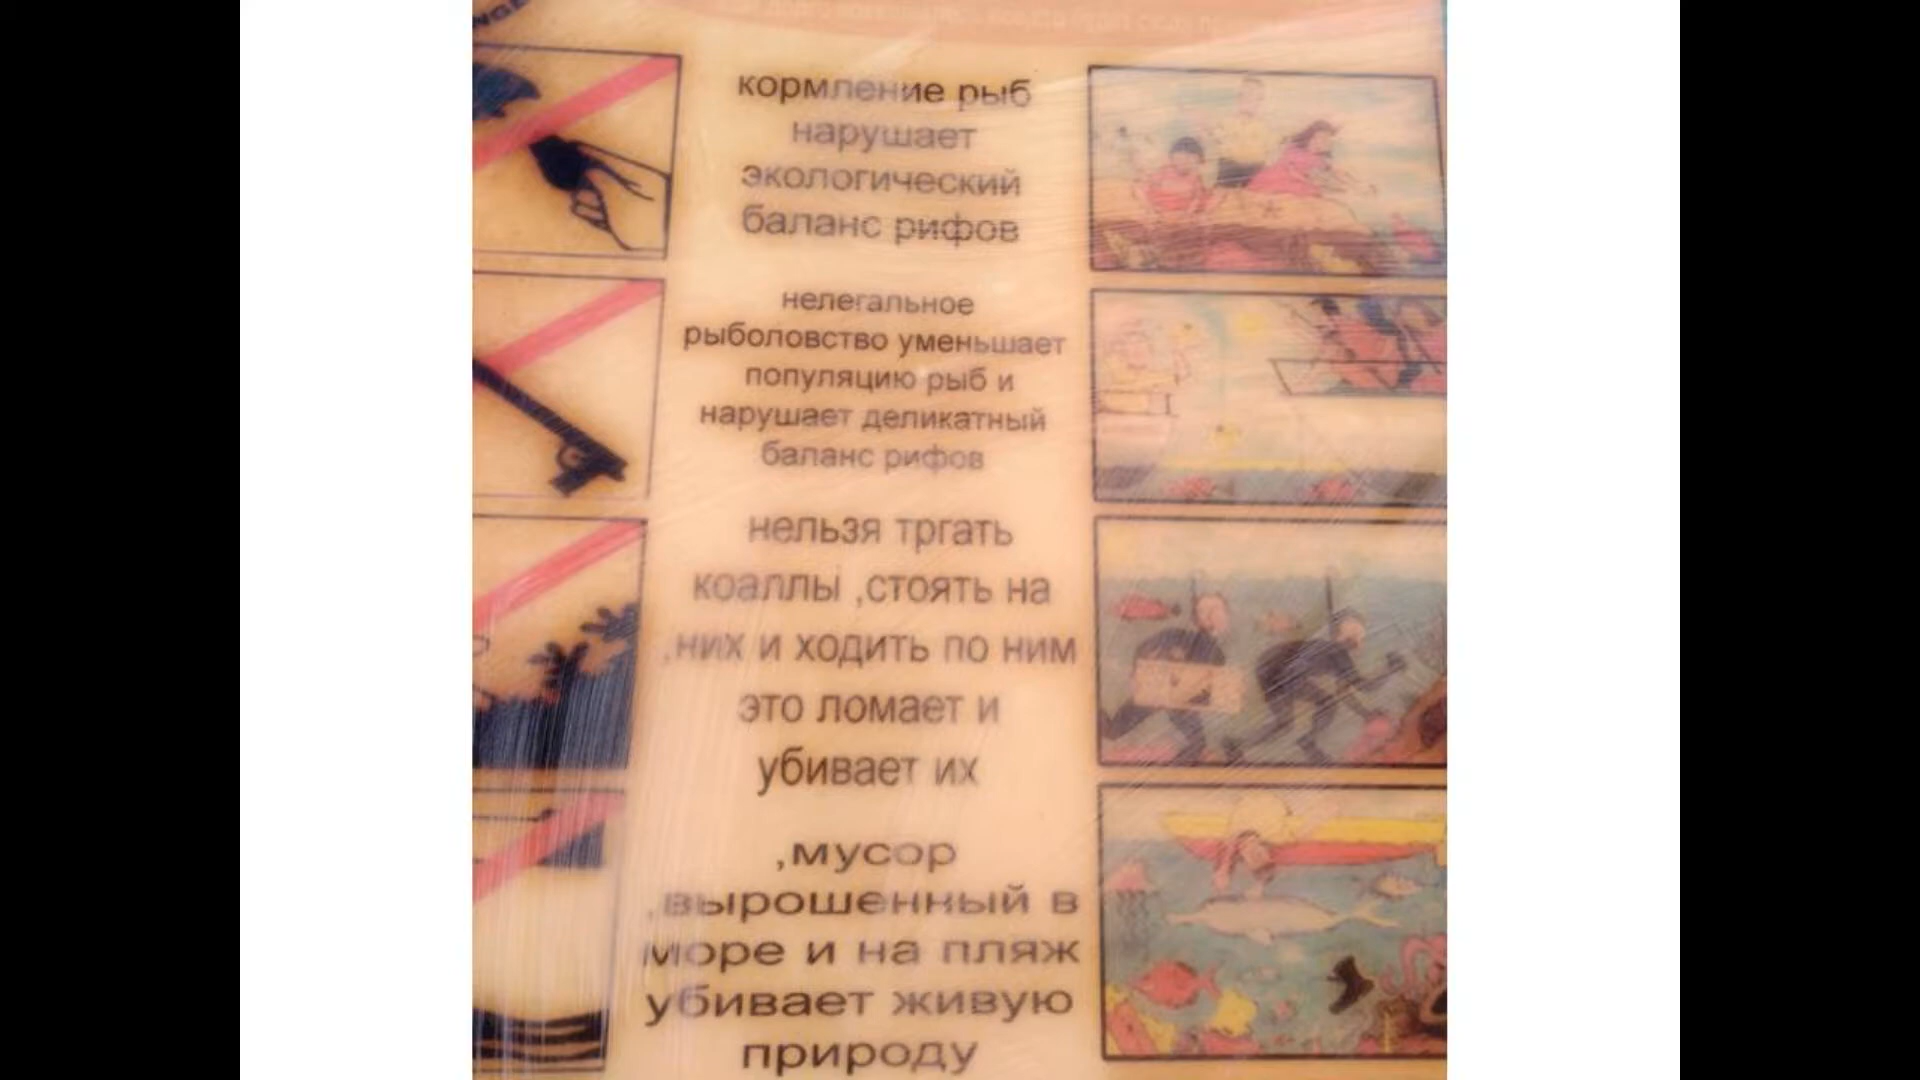 кормление рыб
нарушает
экологический
баланс рифов
нелегальное
рыболовство уменьшает
популяцию рыб и
нарушает деликатный
баланс рифов
нельзя тргать
коаллы ,стоять на
,них и ходить по ним
это ломает и
убивает их
,мусор
,вырошенный в
море и на пляж
убивает живую
природу